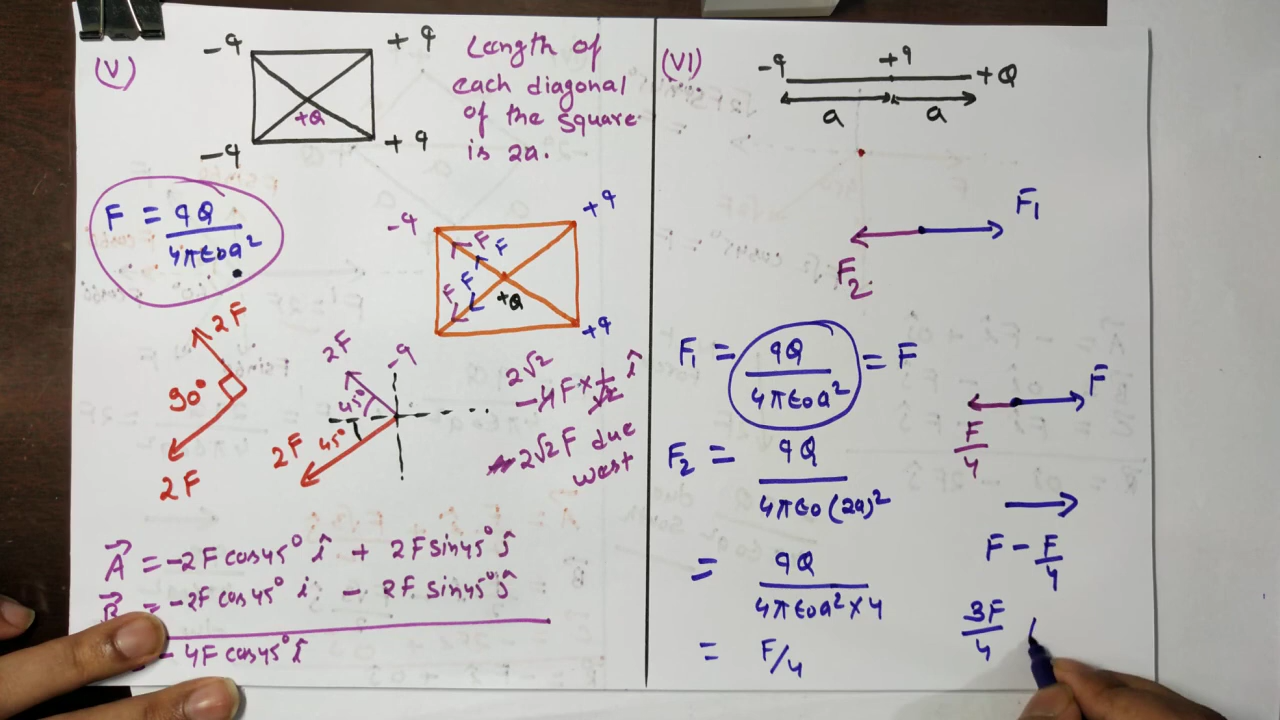 (V)
-q
+q
+Q
-q
+q
Length of
each diagonal
of the square
is 2a.
F = qQ
4πε0a²
-q
+q
F
F
F
F
+Q
+q
2F
90°
2F
2F
-q
45°
2F
45°
2√2
-4F × 1/√2 î
2√2F due
west
A = -2F cos45° î + 2F sin45° ĵ
B = -2F cos45° i - 2F sin45° ĵ
- 4F cos45° î
(VI)
-q
+q
+Q
a
a
F1
F2
F1 = qQ = F
4πε0a²
F
F
4
F2 = qQ
4πε0(2a)²
= qQ
4πε0a²×4
= F/4
F - F
4
3F
4